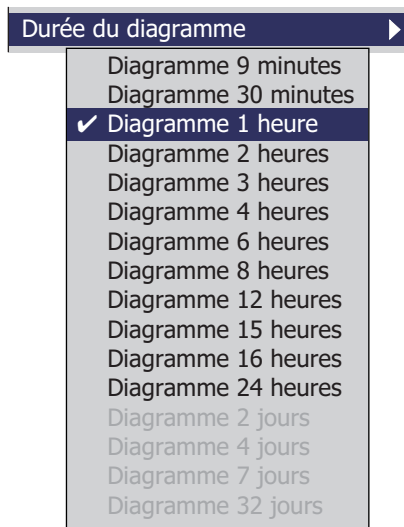 Durée du diagramme
Diagramme 9 minutes
Diagramme 30 minutes
✔ Diagramme 1 heure
Diagramme 2 heures
Diagramme 3 heures
Diagramme 4 heures
Diagramme 6 heures
Diagramme 8 heures
Diagramme 12 heures
Diagramme 15 heures
Diagramme 16 heures
Diagramme 24 heures
Diagramme 2 jours
Diagramme 4 jours
Diagramme 7 jours
Diagramme 32 jours